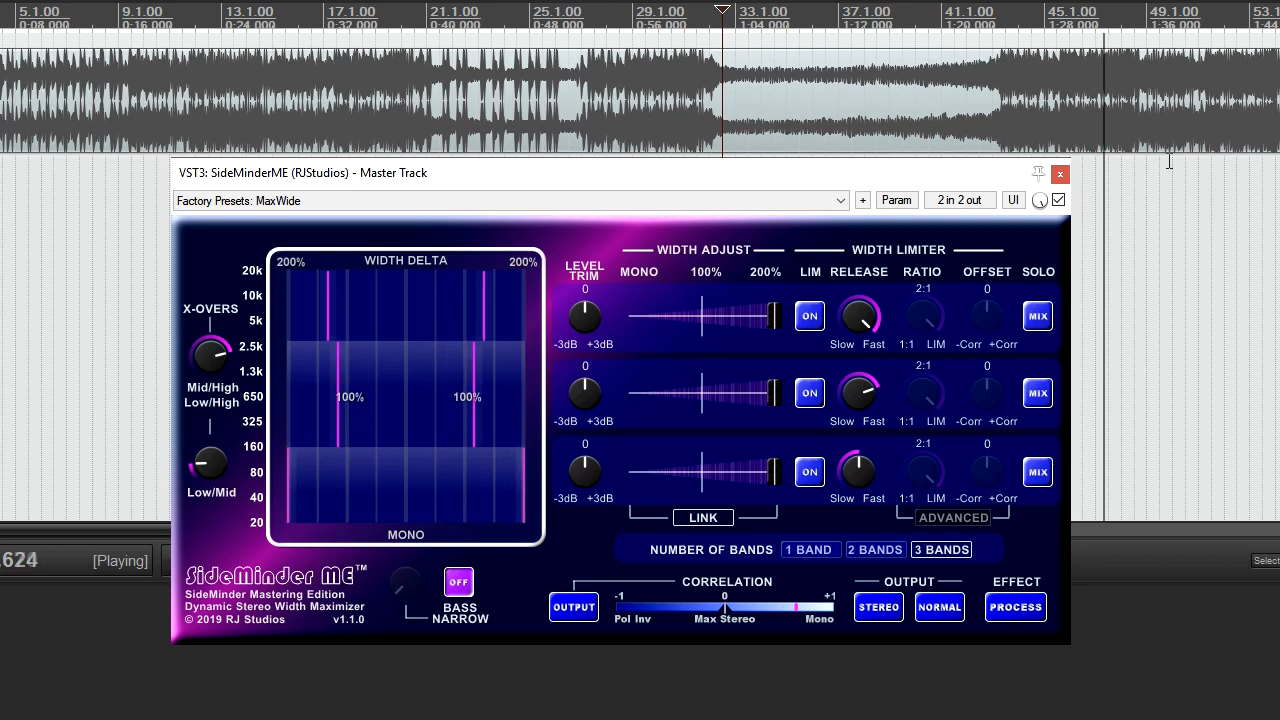 5.1.00 9.1.00 13.1.00 17.1.00 21.1.00 25.1.00 29.1.00 33.1.00 37.1.00 41.1.00 45.1.00 49.1.00 53.1
0:08.000 0:16.000 0:24.000 0:32.000 0:40.000 0:48.000 0:56.000 1:04.000 1:12.000 1:20.000 1:28.000 1:36.000 1:44
VST3: SideMinderME (RJStudios) - Master Track
Factory Presets: MaxWide + Param 2 in 2 out UI
200% WIDTH DELTA 200%
20k
10k
5k
2.5k
1.3k
650
325
160
80
40
20
100% 100%
MONO
X-OVERS
Mid/High
Low/High
Low/Mid
WIDTH ADJUST WIDTH LIMITER
LEVEL
TRIM
MONO 100% 200% LIM RELEASE RATIO OFFSET SOLO
0 2:1 0
ON MIX
-3dB +3dB Slow Fast 1:1 LIM -Corr +Corr
0 2:1 0
ON MIX
-3dB +3dB Slow Fast 1:1 LIM -Corr +Corr
0 2:1 0
ON MIX
-3dB +3dB Slow Fast 1:1 LIM -Corr +Corr
LINK ADVANCED
NUMBER OF BANDS 1 BAND 2 BANDS 3 BANDS
.624 [Playing] Select
SideMinder ME™
SideMinder Mastering Edition
Dynamic Stereo Width Maximizer
© 2019 RJ Studios v1.1.0
OFF
BASS
NARROW
CORRELATION OUTPUT EFFECT
OUTPUT -1 0 +1 STEREO NORMAL PROCESS
Pol Inv Max Stereo Mono